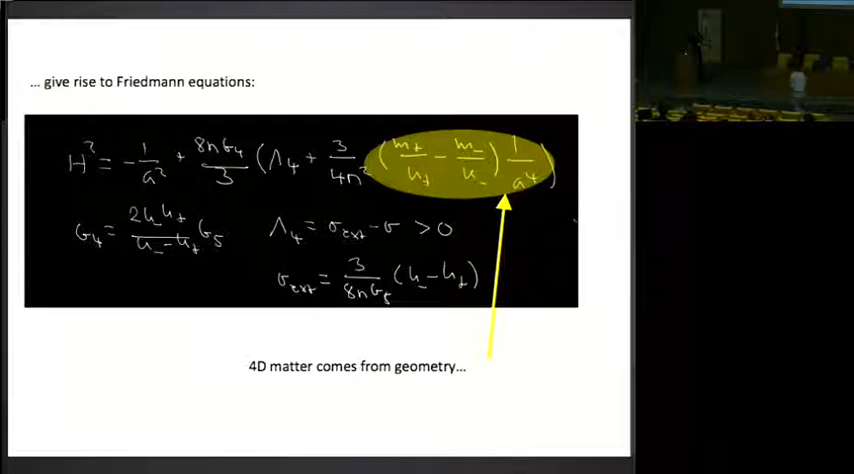 … give rise to Friedmann equations:
H² = -1/a² + 8πG₄/3 (Λ₄ + 3/4π² (m₊/k₊ - m₋/k₋) 1/a⁴)
G₄ = 2k₋k₊/(k₋-k₊) G₅ Λ₄ = σ_ext - σ > 0
σ_ext = 3/8πG₅ (k₋-k₊)
4D matter comes from geometry…